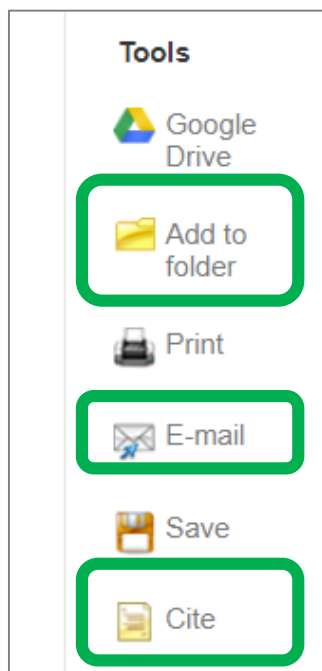 Tools
Google
Drive
Add to
folder
Print
E-mail
Save
Cite